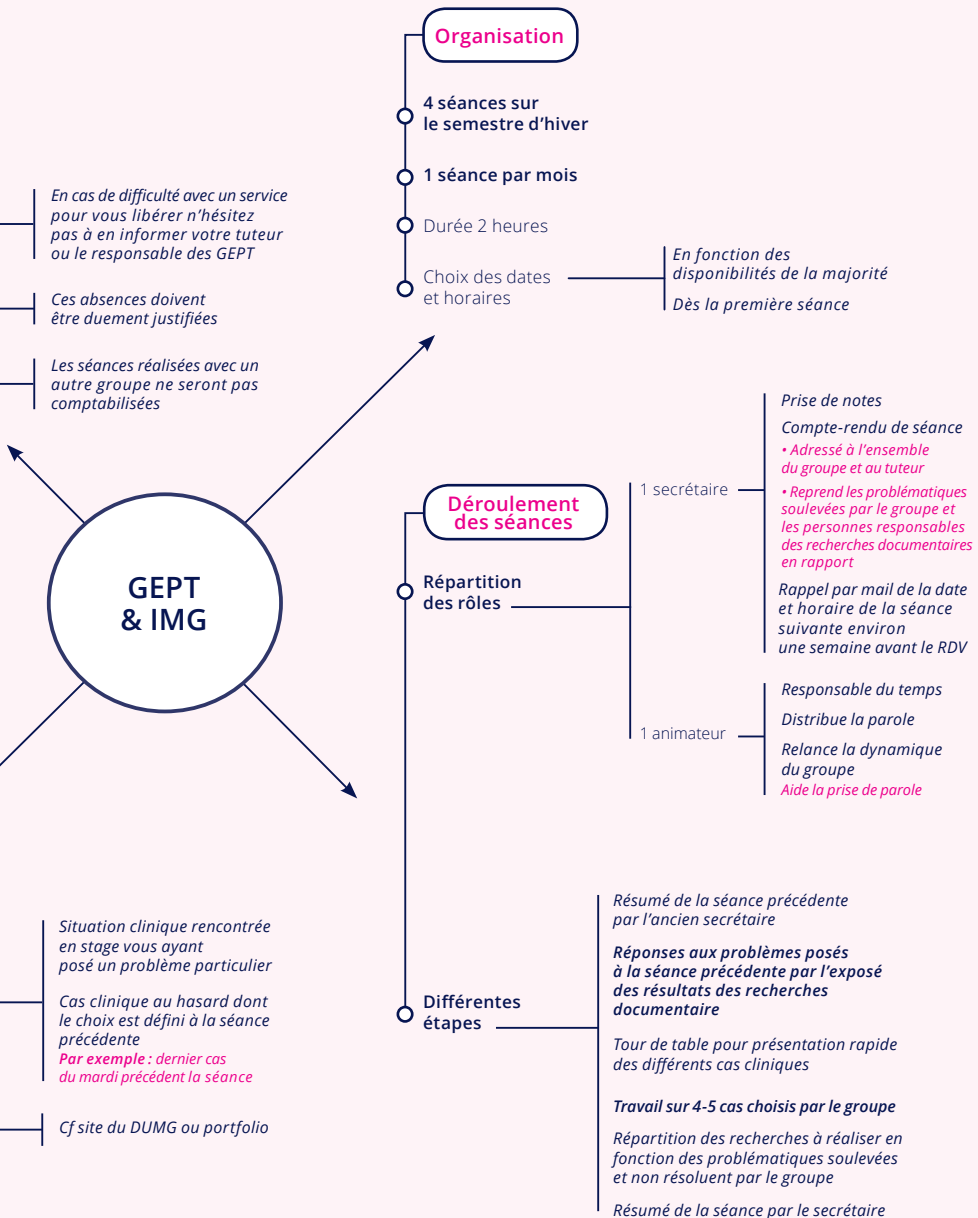 Organisation
4 séances sur
le semestre d'hiver
1 séance par mois
Durée 2 heures
Choix des dates
et horaires
En fonction des
disponibilités de la majorité
Dès la première séance
En cas de difficulté avec un service
pour vous libérer n'hésitez
pas à en informer votre tuteur
ou le responsable des GEPT
Ces absences doivent
être duement justifiées
Les séances réalisées avec un
autre groupe ne seront pas
comptabilisées
GEPT
& IMG
Déroulement
des séances
Répartition
des rôles
1 secrétaire
Prise de notes
Compte-rendu de séance
• Adressé à l'ensemble
du groupe et au tuteur
• Reprend les problématiques
soulevées par le groupe et
les personnes responsables
des recherches documentaires
en rapport
Rappel par mail de la date
et horaire de la séance
suivante environ
une semaine avant le RDV
1 animateur
Responsable du temps
Distribue la parole
Relance la dynamique
du groupe
Aide la prise de parole
Différentes
étapes
Résumé de la séance précédente
par l'ancien secrétaire
Réponses aux problèmes posés
à la séance précédente par l'exposé
des résultats des recherches
documentaire
Tour de table pour présentation rapide
des différents cas cliniques
Travail sur 4-5 cas choisis par le groupe
Répartition des recherches à réaliser en
fonction des problématiques soulevées
et non résoluent par le groupe
Résumé de la séance par le secrétaire
Situation clinique rencontrée
en stage vous ayant
posé un problème particulier
Cas clinique au hasard dont
le choix est défini à la séance
précédente
Par exemple : dernier cas
du mardi précédent la séance
Cf site du DUMG ou portfolio